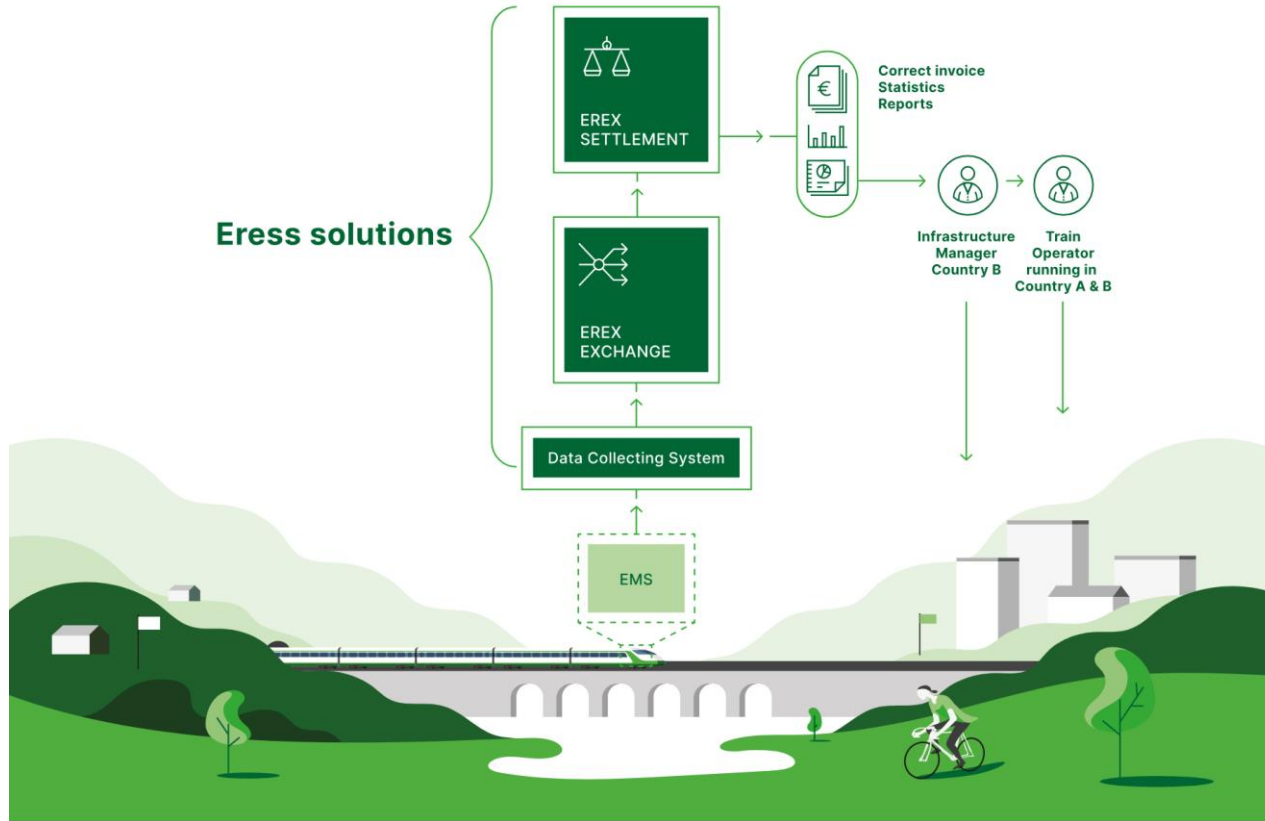 EREX
SETTLEMENT
Correct invoice
Statistics
Reports
€
Eress solutions
Infrastructure
Manager
Country B
Train
Operator
running in
Country A & B
EREX
EXCHANGE
Data Collecting System
EMS